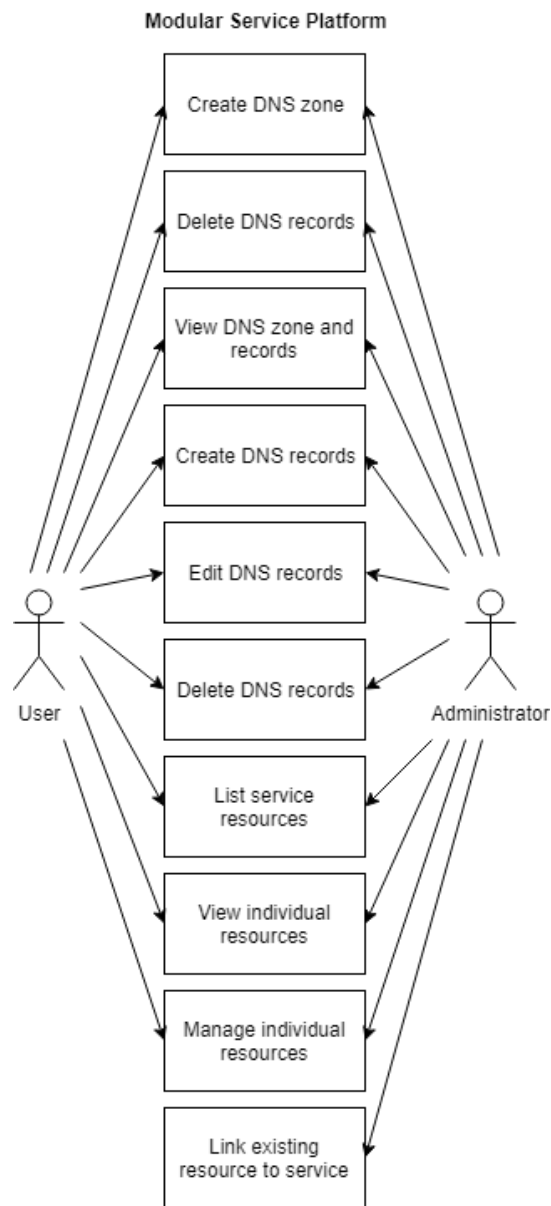 Modular Service Platform
Create DNS zone
Delete DNS records
View DNS zone and
records
Create DNS records
Edit DNS records
Delete DNS records
User
Administrator
List service
resources
View individual
resources
Manage individual
resources
Link existing
resource to service